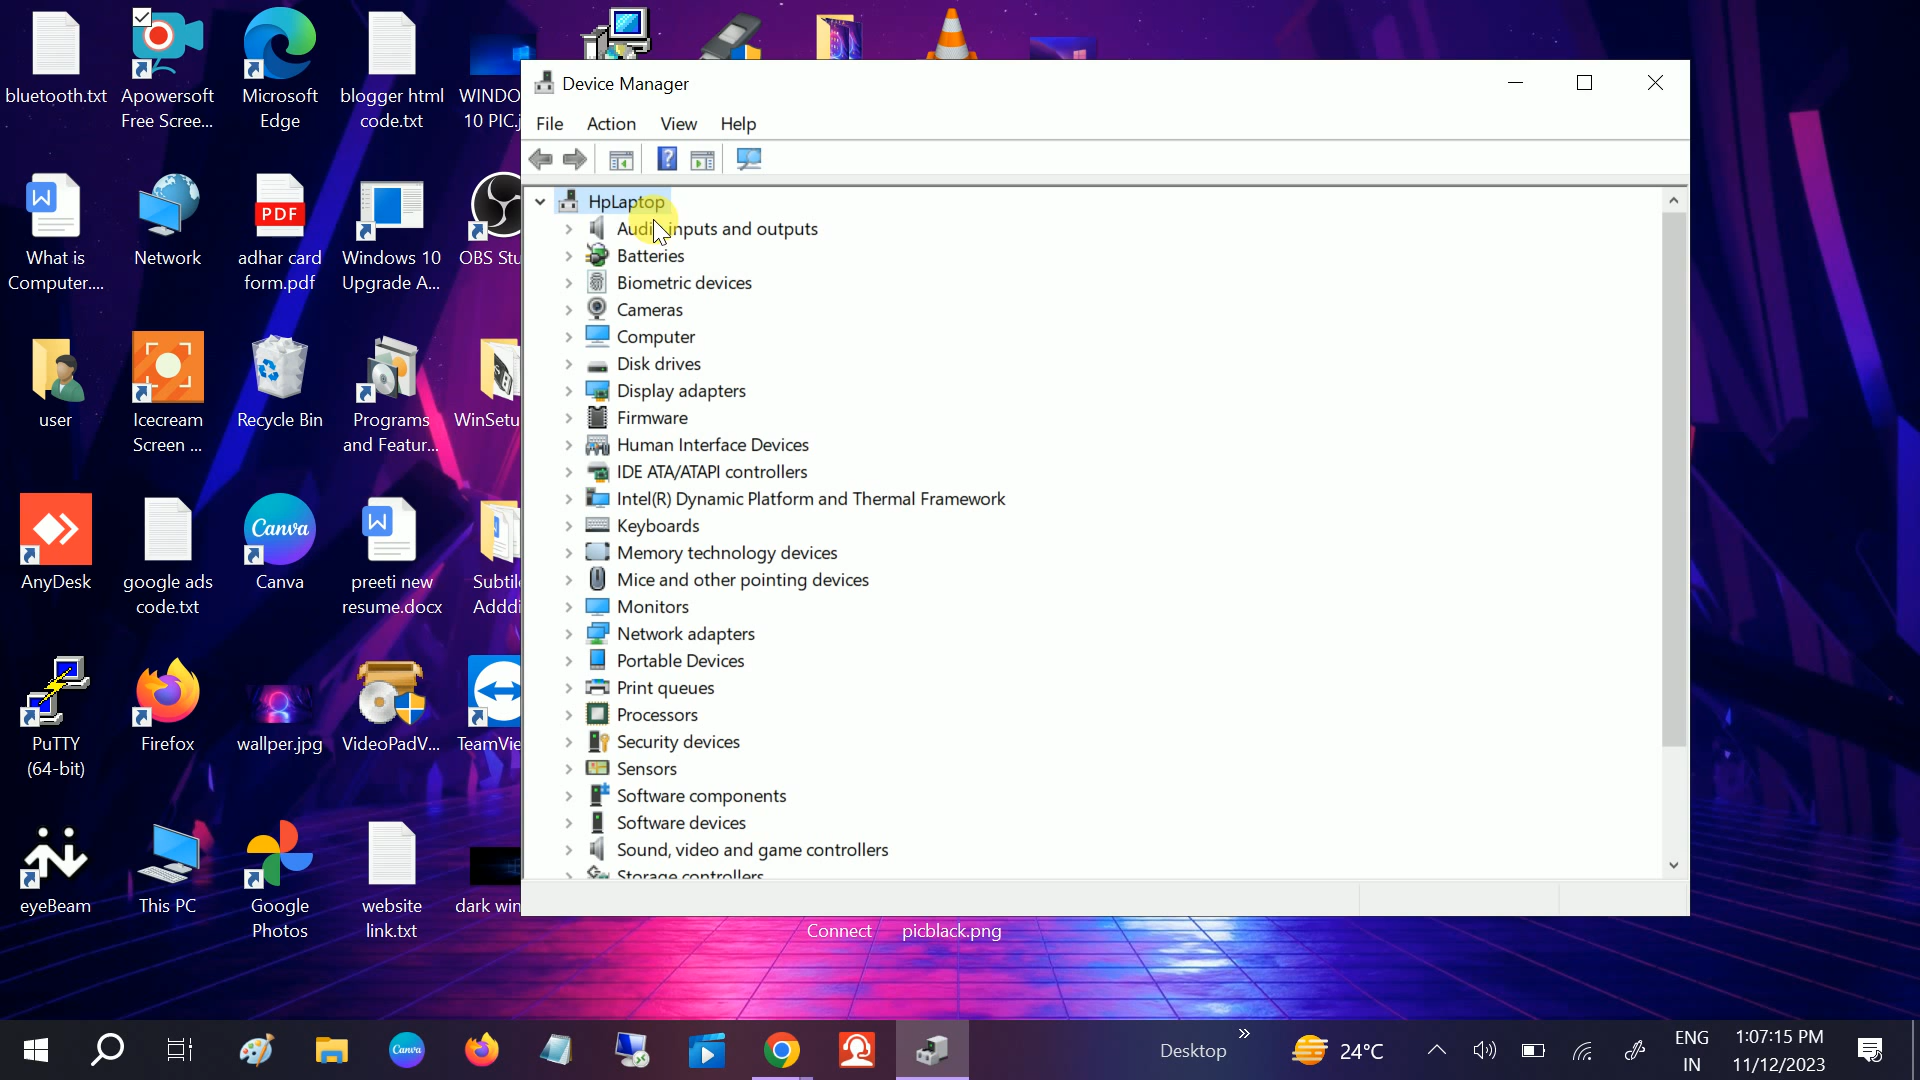 bluetooth.txt
Apowersoft
Free Scree...
Microsoft
Edge
blogger html
code.txt
WINDO
10 PIC.j
What is
Computer....
Network
PDF
adhar card
form.pdf
Windows 10
Upgrade A...
OBS Stu
user
Icecream
Screen ...
Recycle Bin
Programs
and Featur...
WinSetu
AnyDesk
google ads
code.txt
Canva
Canva
preeti new
resume.docx
Subtil
Adddi
PuTTY
(64-bit)
Firefox
wallper.jpg
VideoPadV...
TeamVie
eyeBeam
This PC
Google
Photos
website
link.txt
dark win
Connect
picblack.png
Device Manager
File Action View Help
HpLaptop
Audio inputs and outputs
Batteries
Biometric devices
Cameras
Computer
Disk drives
Display adapters
Firmware
Human Interface Devices
IDE ATA/ATAPI controllers
Intel(R) Dynamic Platform and Thermal Framework
Keyboards
Memory technology devices
Mice and other pointing devices
Monitors
Network adapters
Portable Devices
Print queues
Processors
Security devices
Sensors
Software components
Software devices
Sound, video and game controllers
Storage controllers
Canva
Desktop
24°C
ENG
IN
1:07:15 PM
11/12/2023